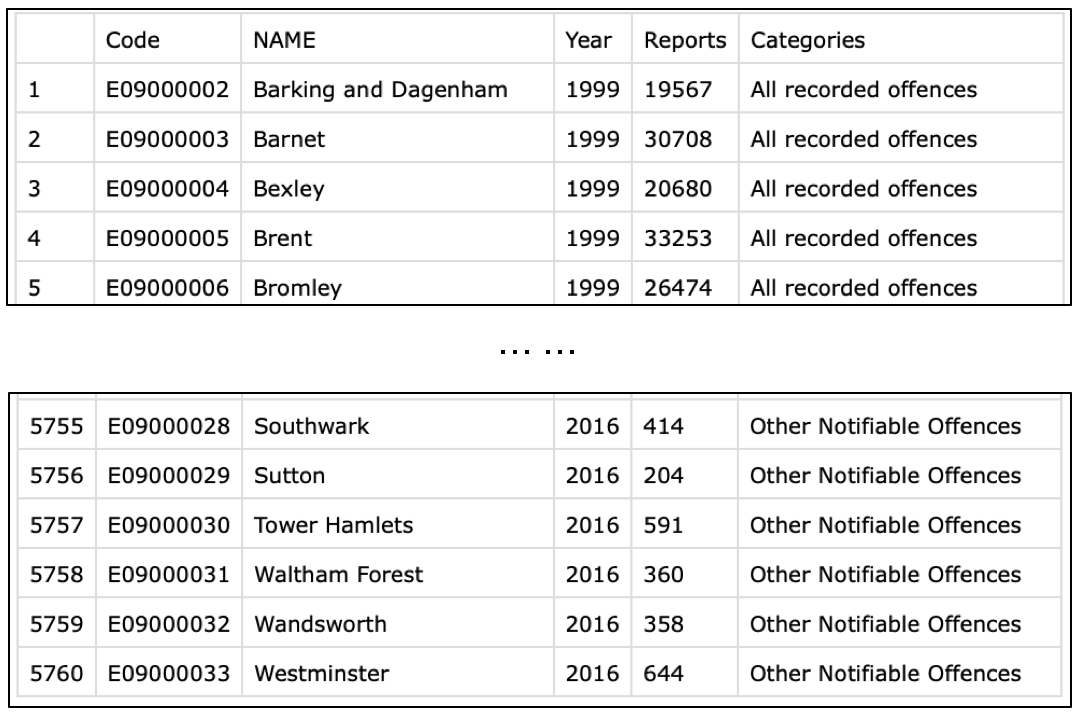 Code NAME Year Reports Categories
1 E09000002 Barking and Dagenham 1999 19567 All recorded offences
2 E09000003 Barnet 1999 30708 All recorded offences
3 E09000004 Bexley 1999 20680 All recorded offences
4 E09000005 Brent 1999 33253 All recorded offences
5 E09000006 Bromley 1999 26474 All recorded offences
... ...
5755 E09000028 Southwark 2016 414 Other Notifiable Offences
5756 E09000029 Sutton 2016 204 Other Notifiable Offences
5757 E09000030 Tower Hamlets 2016 591 Other Notifiable Offences
5758 E09000031 Waltham Forest 2016 360 Other Notifiable Offences
5759 E09000032 Wandsworth 2016 358 Other Notifiable Offences
5760 E09000033 Westminster 2016 644 Other Notifiable Offences